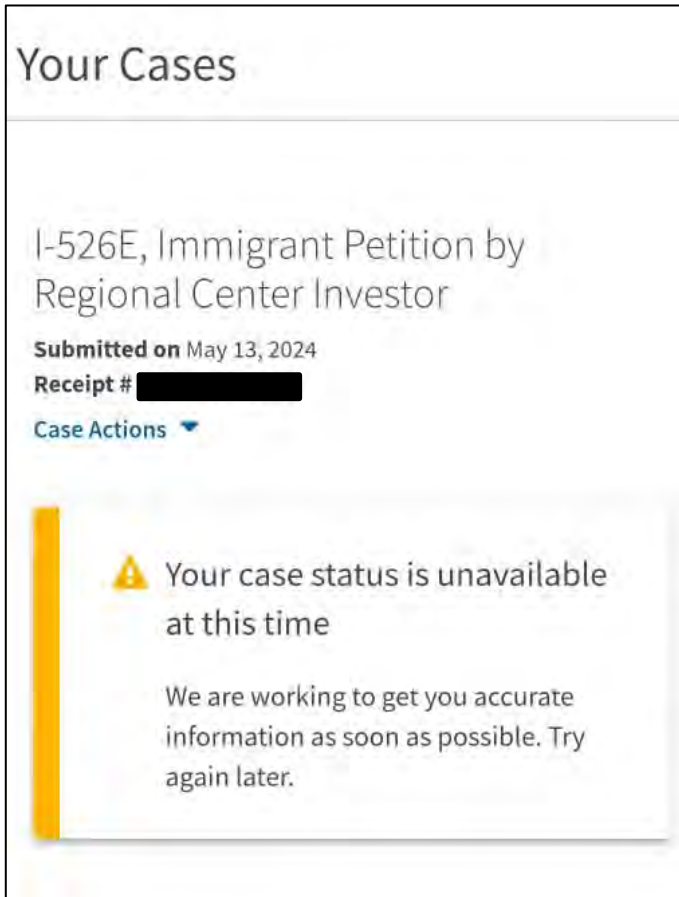 Your Cases
I-526E, Immigrant Petition by
Regional Center Investor
Submitted on May 13, 2024
Receipt #
Case Actions
Your case status is unavailable
at this time
We are working to get you accurate
information as soon as possible. Try
again later.